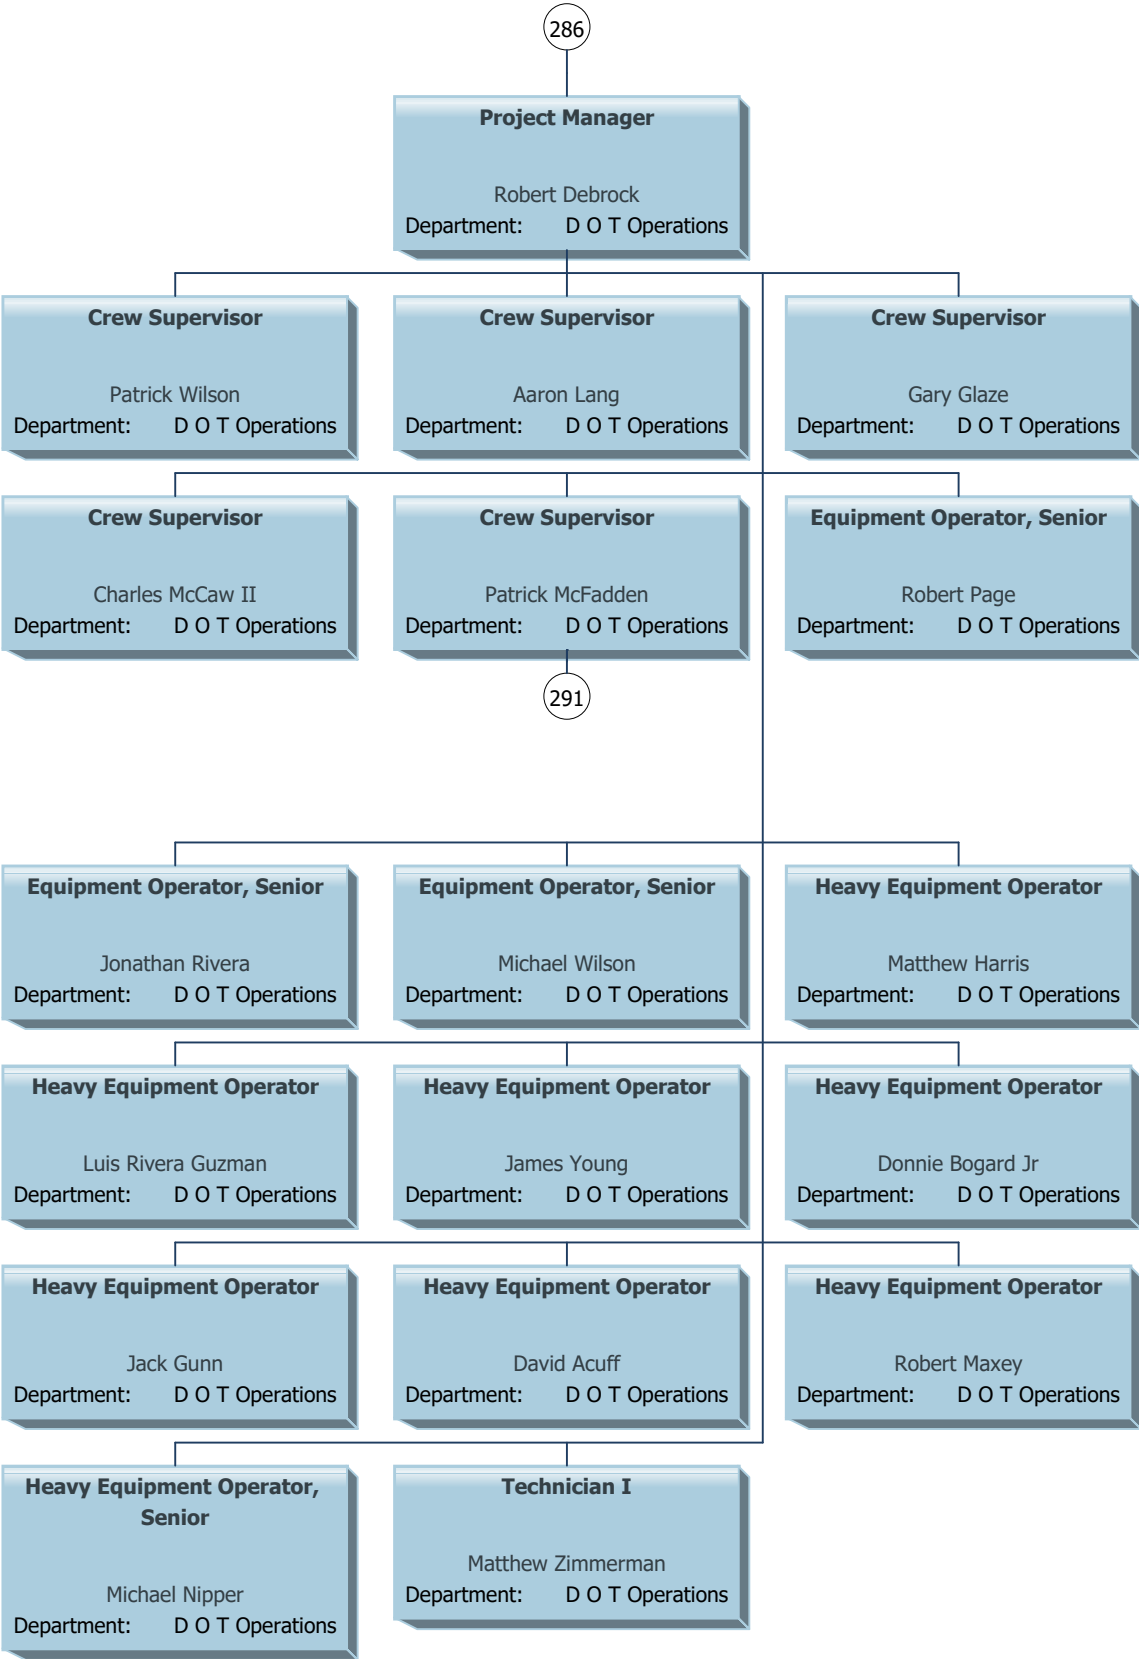 286
Project Manager
Robert Debrock
Department: D O T Operations
Crew Supervisor
Patrick Wilson
Department: D O T Operations
Crew Supervisor
Aaron Lang
Department: D O T Operations
Crew Supervisor
Gary Glaze
Department: D O T Operations
Crew Supervisor
Charles McCaw II
Department: D O T Operations
Crew Supervisor
Patrick McFadden
Department: D O T Operations
291
Equipment Operator, Senior
Robert Page
Department: D O T Operations
Equipment Operator, Senior
Jonathan Rivera
Department: D O T Operations
Equipment Operator, Senior
Michael Wilson
Department: D O T Operations
Heavy Equipment Operator
Matthew Harris
Department: D O T Operations
Heavy Equipment Operator
Luis Rivera Guzman
Department: D O T Operations
Heavy Equipment Operator
James Young
Department: D O T Operations
Heavy Equipment Operator
Donnie Bogard Jr
Department: D O T Operations
Heavy Equipment Operator
Jack Gunn
Department: D O T Operations
Heavy Equipment Operator
David Acuff
Department: D O T Operations
Heavy Equipment Operator
Robert Maxey
Department: D O T Operations
Heavy Equipment Operator,
Senior
Michael Nipper
Department: D O T Operations
Technician I
Matthew Zimmerman
Department: D O T Operations